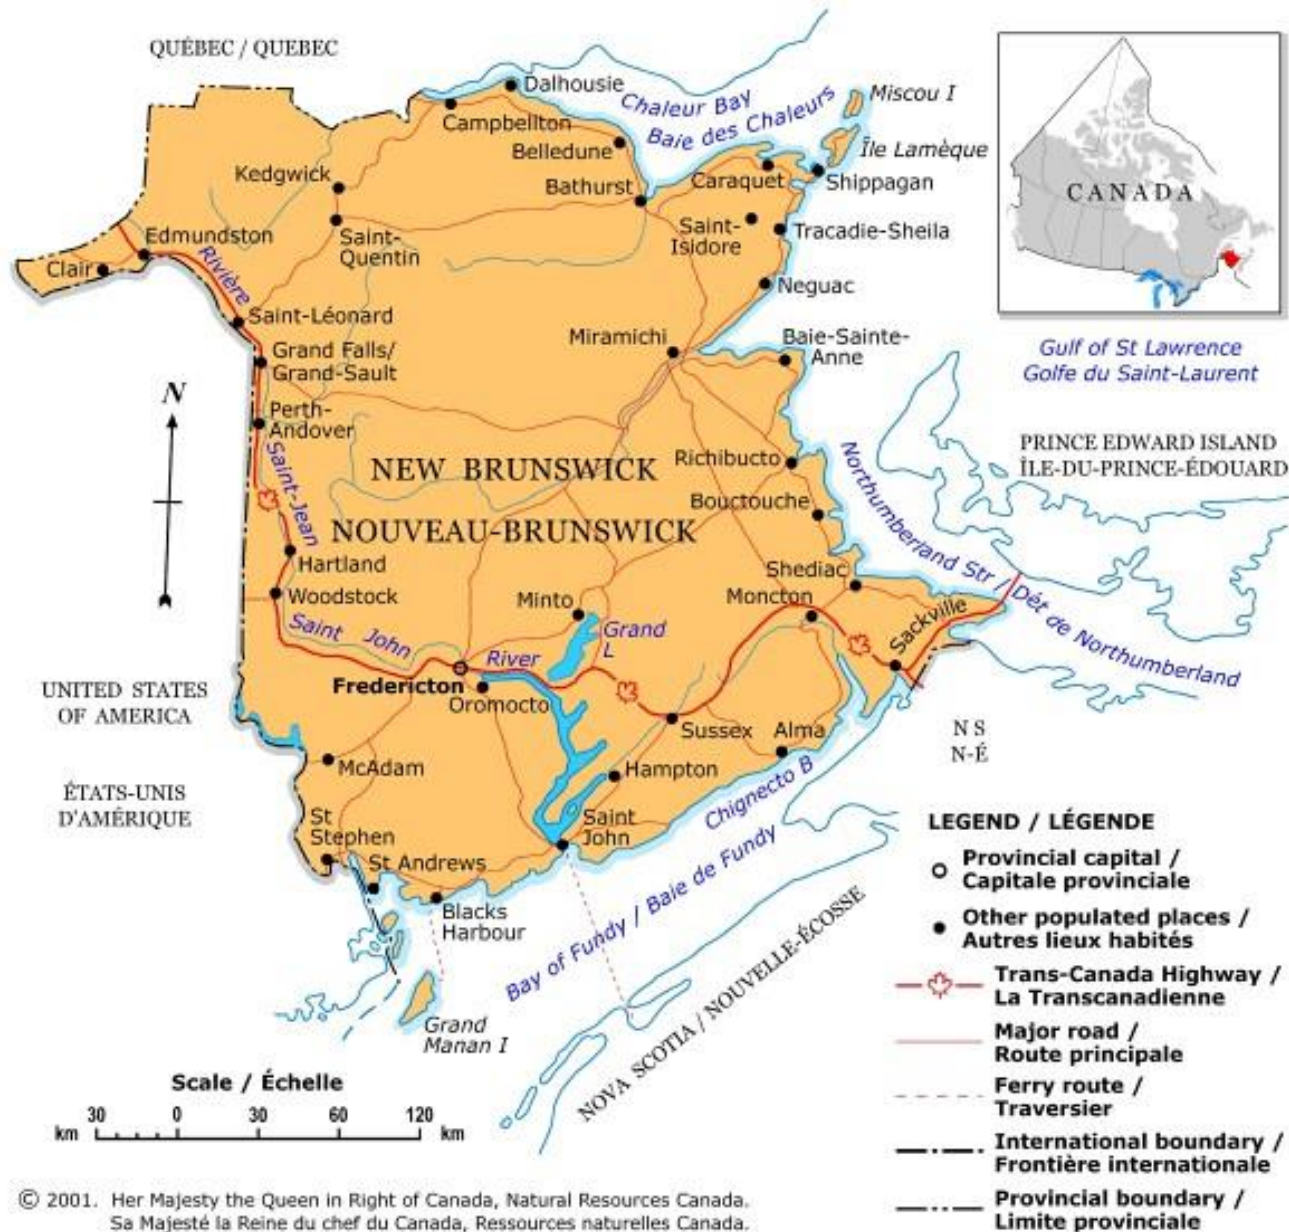 QUÉBEC / QUEBEC
Dalhousie
Chaleur Bay
Baie des Chaleurs
Miscou I
Campbellton
Belledune
Île Lamèque
Kedgwick
Bathurst
Caraquet
Shippagan
CANADA
Saint-
Quentin
Saint-
Isidore
Tracadie-Sheila
Edmundston
Clair
Rivière
Neguac
Saint-Léonard
Miramichi
Baie-Sainte-
Anne
Grand Falls/
Grand-Sault
Gulf of St Lawrence
Golfe du Saint-Laurent
N
Perth-
Andover
Saint-Jean
NEW BRUNSWICK
NOUVEAU-BRUNSWICK
Richibucto
Bouctouche
PRINCE EDWARD ISLAND
ÎLE-DU-PRINCE-ÉDOUARD
Northumberland Str /
Dét de Northumberland
Hartland
Woodstock
Shediac
Moncton
Minto
Grand
L
Sackville
Saint John River
Fredericton
Oromocto
UNITED STATES
OF AMERICA
Sussex
Alma
N S
N-É
McAdam
Hampton
Chignecto B
ÉTATS-UNIS
D'AMÉRIQUE
St
Stephen
Saint
John
St Andrews
Blacks
Harbour
Bay of Fundy / Baie de Fundy
Grand
Manan I
NOVA SCOTIA / NOUVELLE-ÉCOSSE
LEGEND / LÉGENDE
Provincial capital /
Capitale provinciale
Other populated places /
Autres lieux habités
Trans-Canada Highway /
La Transcanadienne
Major road /
Route principale
Ferry route /
Traversier
International boundary /
Frontière internationale
Provincial boundary /
Limite provinciale
Scale / Échelle
30 0 30 60 120
km km
© 2001. Her Majesty the Queen in Right of Canada, Natural Resources Canada.
Sa Majesté la Reine du chef du Canada, Ressources naturelles Canada.